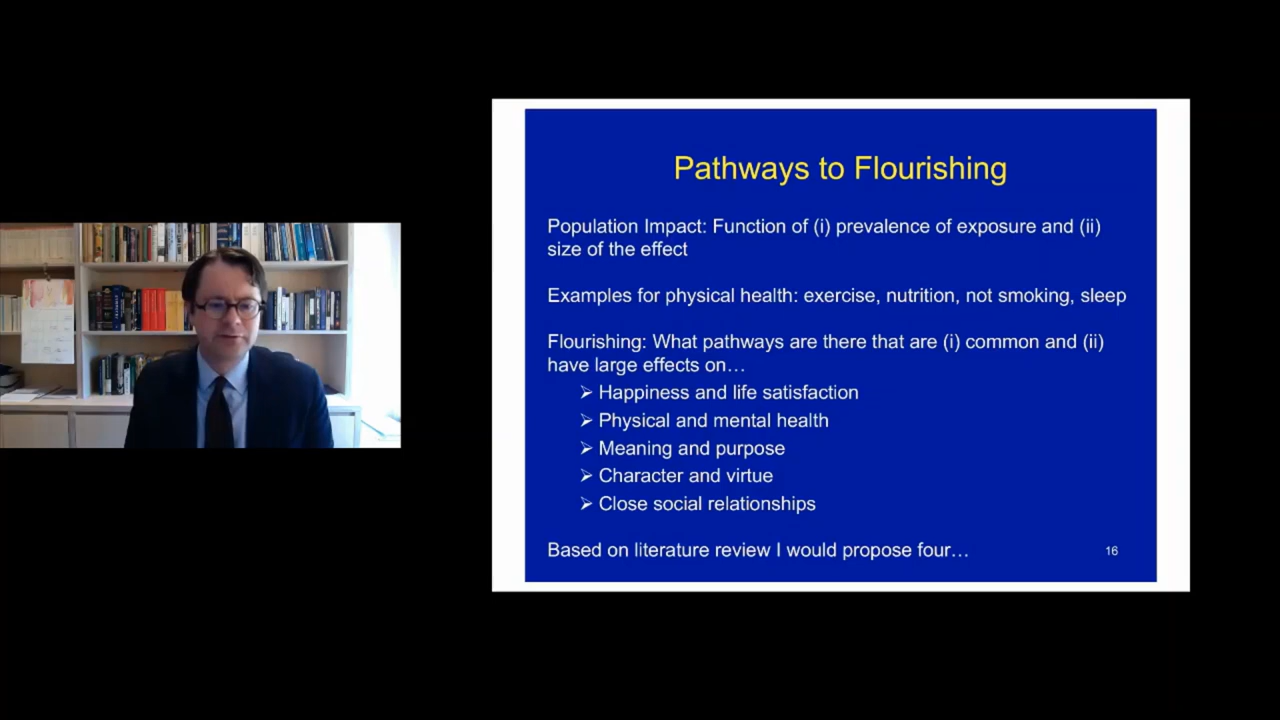 Pathways to Flourishing
Population Impact: Function of (i) prevalence of exposure and (ii)
size of the effect
Examples for physical health: exercise, nutrition, not smoking, sleep
Flourishing: What pathways are there that are (i) common and (ii)
have large effects on…
➢ Happiness and life satisfaction
➢ Physical and mental health
➢ Meaning and purpose
➢ Character and virtue
➢ Close social relationships
Based on literature review I would propose four…
16